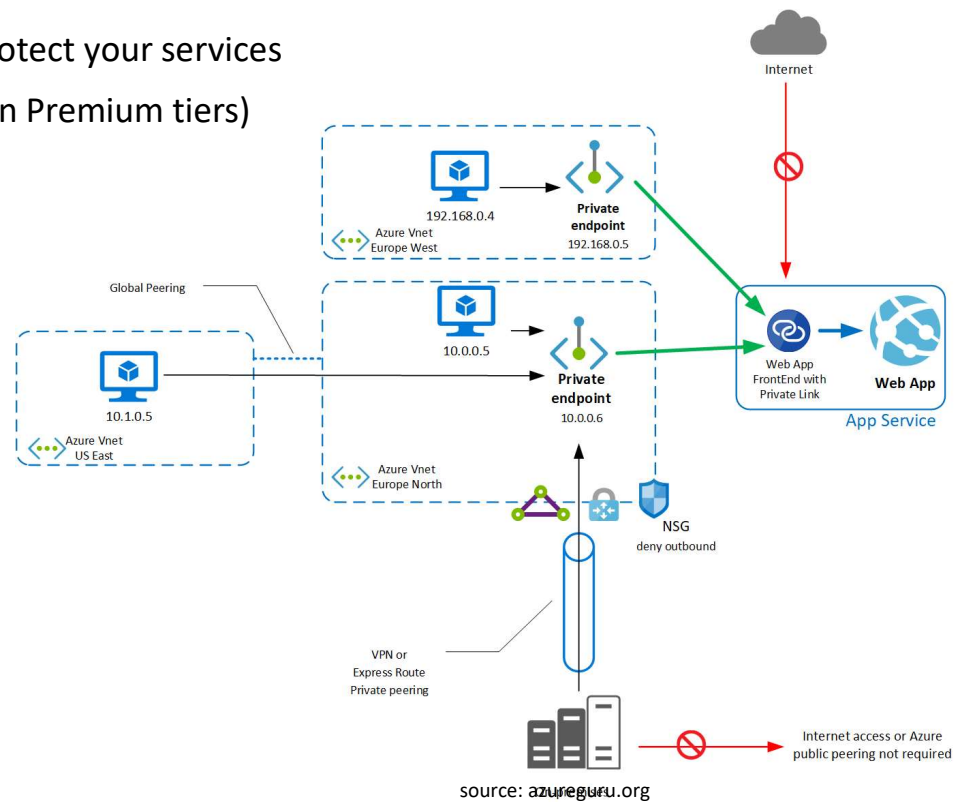 otect your services
n Premium tiers)
Internet
192.168.0.4
Private
endpoint
192.168.0.5
Azure Vnet
Europe West
Global Peering
10.0.0.5
Private
endpoint
10.0.0.6
10.1.0.5
Azure Vnet
US East
Azure Vnet
Europe North
Web App
FrontEnd with
Private Link
Web App
App Service
NSG
deny outbound
VPN or
Express Route
Private peering
Internet access or Azure
public peering not required
source: azureguru.org